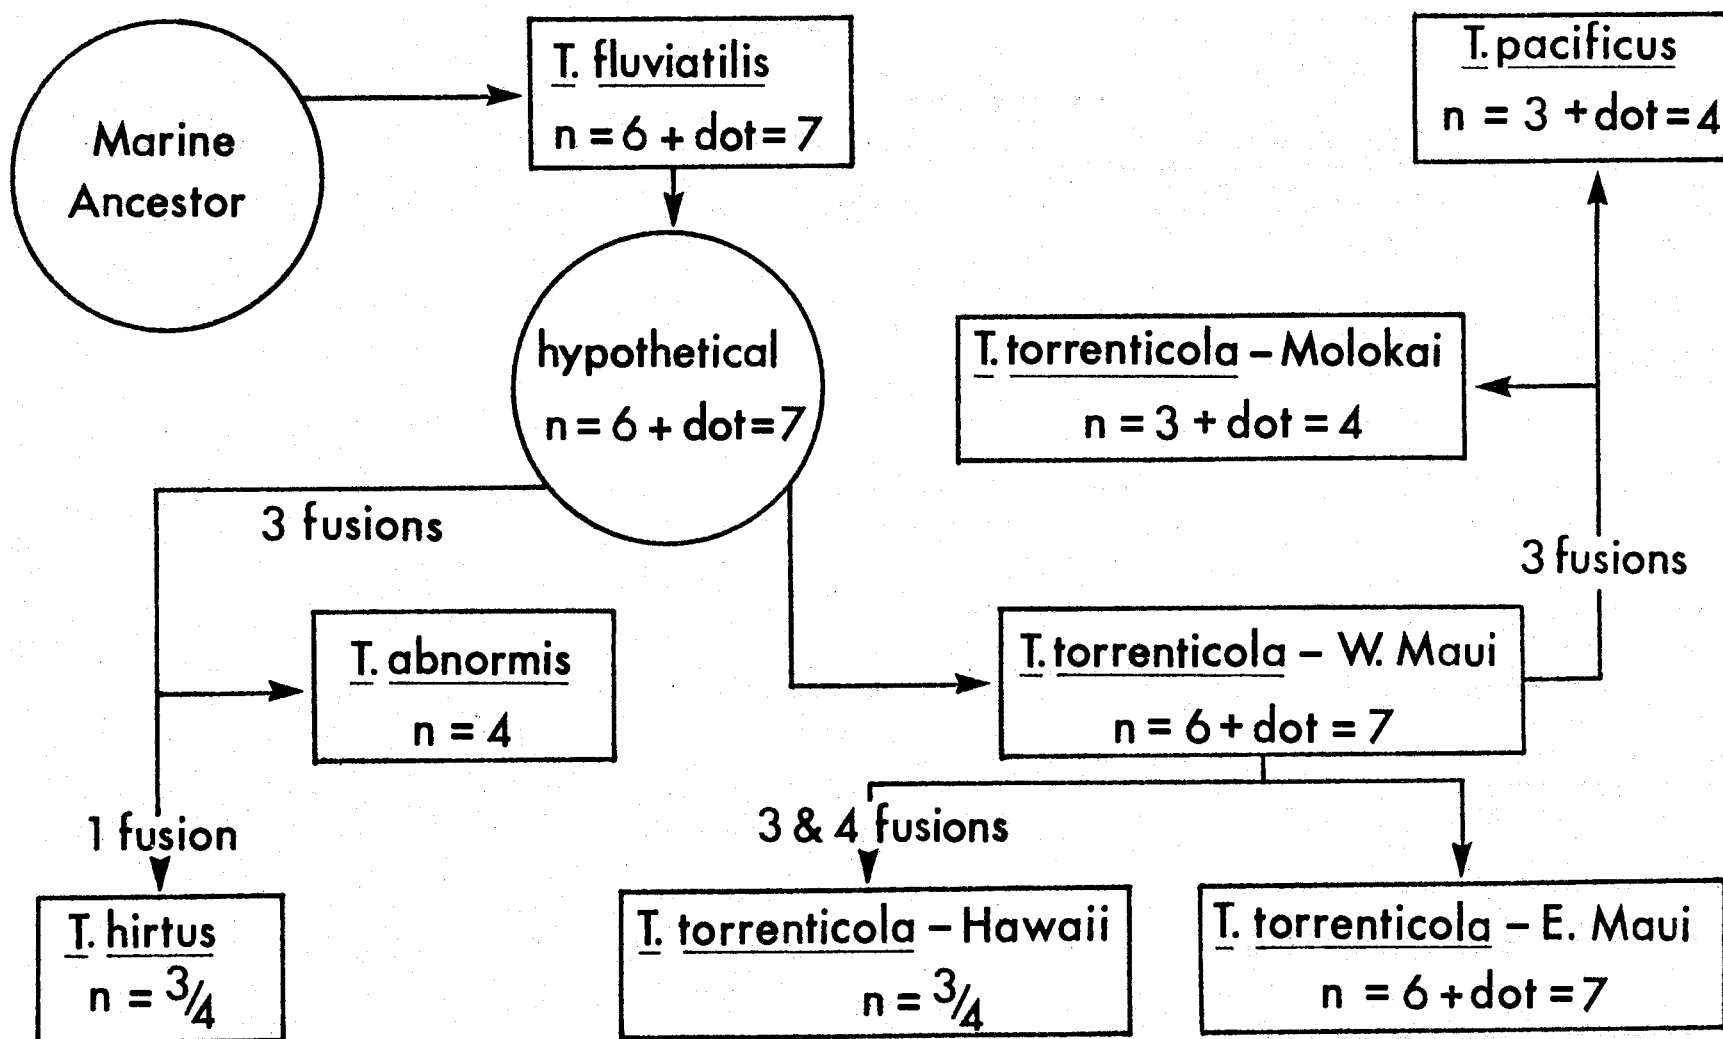 Marine
Ancestor
T. fluviatilis
n = 6 + dot = 7
T. pacificus
n = 3 + dot = 4
hypothetical
n = 6 + dot = 7
T. torrenticola – Molokai
n = 3 + dot = 4
3 fusions
3 fusions
T. abnormis
n = 4
T. torrenticola – W. Maui
n = 6 + dot = 7
1 fusion
3 & 4 fusions
T. hirtus
n = 3/4
T. torrenticola – Hawaii
n = 3/4
T. torrenticola – E. Maui
n = 6 + dot = 7